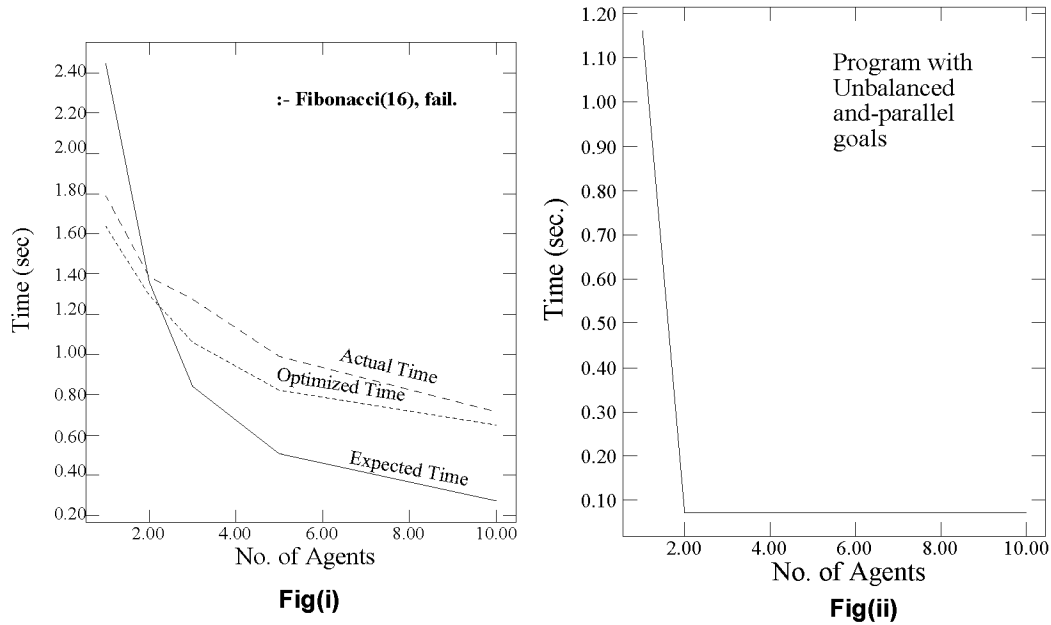 2.40
2.20
2.00
1.80
1.60
1.40
1.20
1.00
0.80
0.60
0.40
0.20
Time (sec)
:- Fibonacci(16), fail.
Actual Time
Optimized Time
Expected Time
2.00 4.00 6.00 8.00 10.00
No. of Agents
Fig(i)
1.20
1.10
1.00
0.90
0.80
0.70
0.60
0.50
0.40
0.30
0.20
0.10
Time (sec.)
Program with
Unbalanced
and-parallel
goals
2.00 4.00 6.00 8.00 10.00
No. of Agents
Fig(ii)